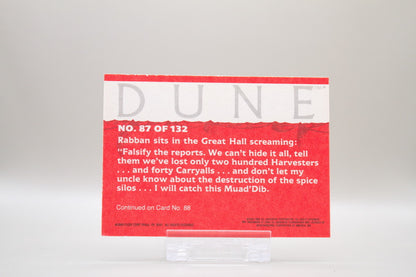 DUNE
NO. 87 OF 132
Rabban sits in the Great Hall screaming:
"Falsify the reports. We can't hide it all, tell
them we've lost only two hundred Harvesters
. . . and forty Carryalls . . . and don't let my
uncle know about the destruction of the spice
silos . . . I will catch this Muad'Dib.
Continued on Card No. 88